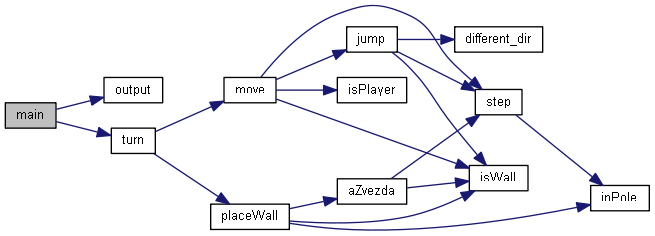 main
output
turn
move
placeWall
jump
isPlayer
aZvezda
different_dir
step
isWall
inPole